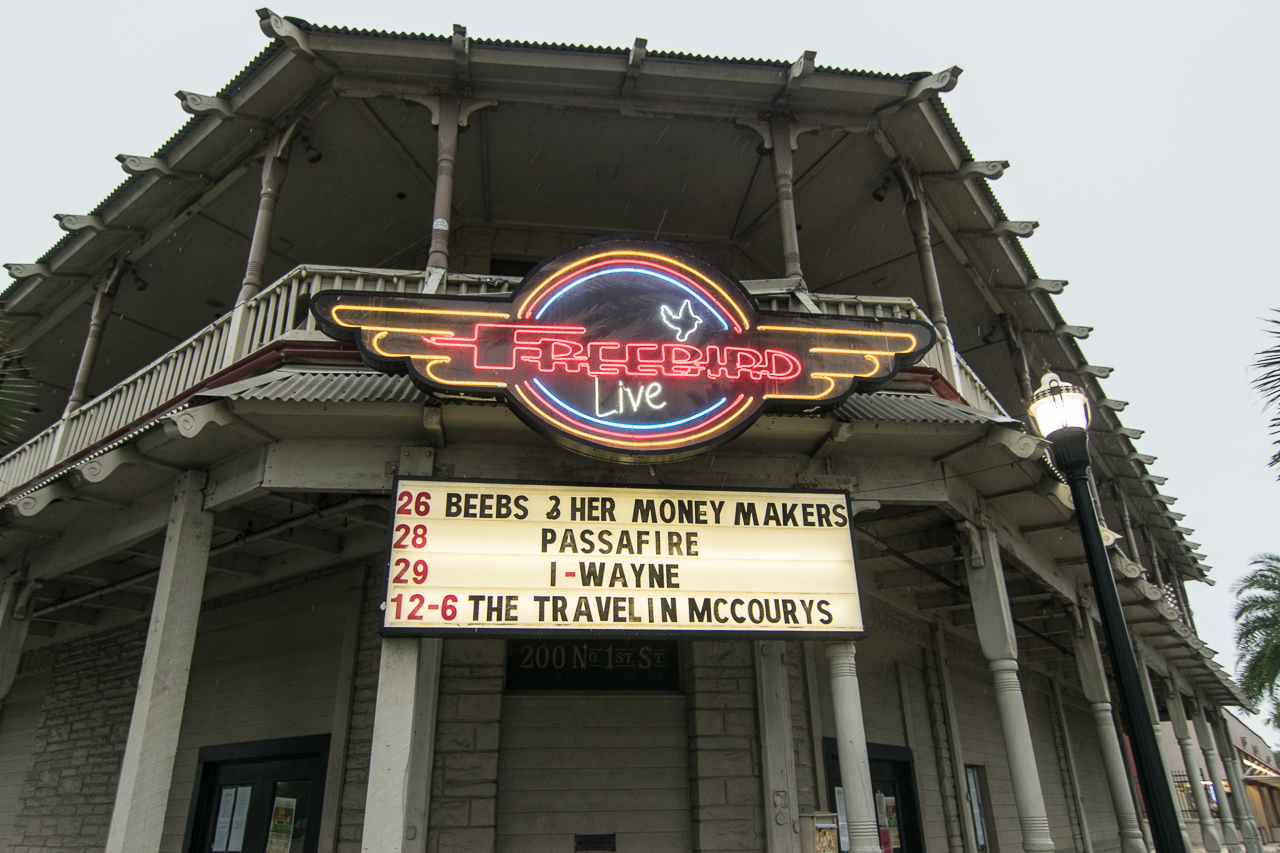 FREEBIRD
Live
26 BEEBS & HER MONEY MAKERS
28 PASSAFIRE
29 I-WAYNE
12-6 THE TRAVELIN MCCOURYS
200 No. 1ST. ST.